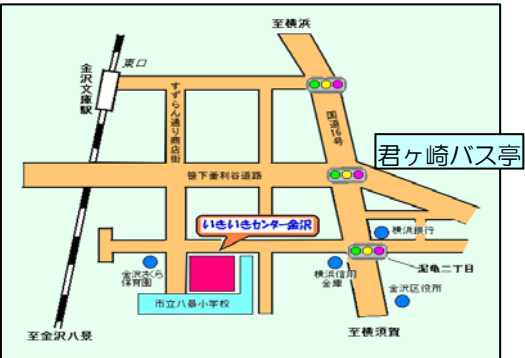 至横浜
東口
金沢文庫駅
すずらん通り商店街
国道16号
君ヶ崎バス亭
笹下釜利谷道路
いきいきセンター金沢
横浜銀行
泥亀二丁目
金沢さくら
保育園
横浜信用
金庫
金沢区役所
市立八景小学校
至金沢八景
至横須賀